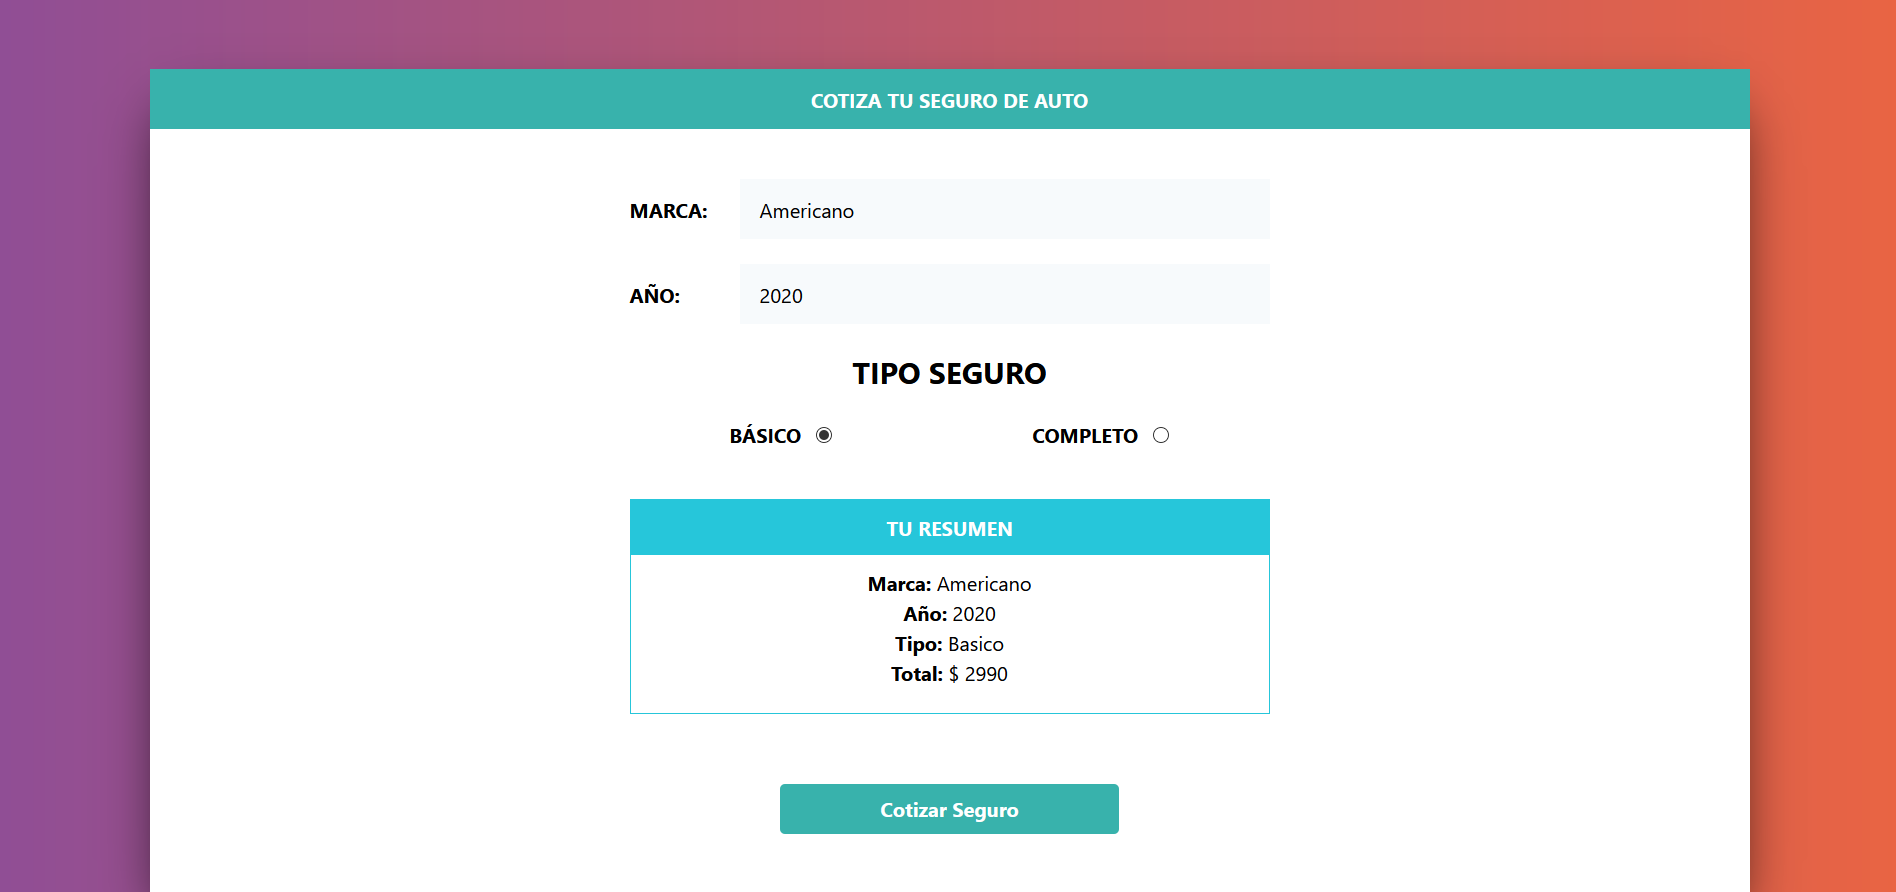 COTIZA TU SEGURO DE AUTO
MARCA: Americano
AÑO: 2020
TIPO SEGURO
BÁSICO COMPLETO
TU RESUMEN
Marca: Americano
Año: 2020
Tipo: Basico
Total: $ 2990
Cotizar Seguro